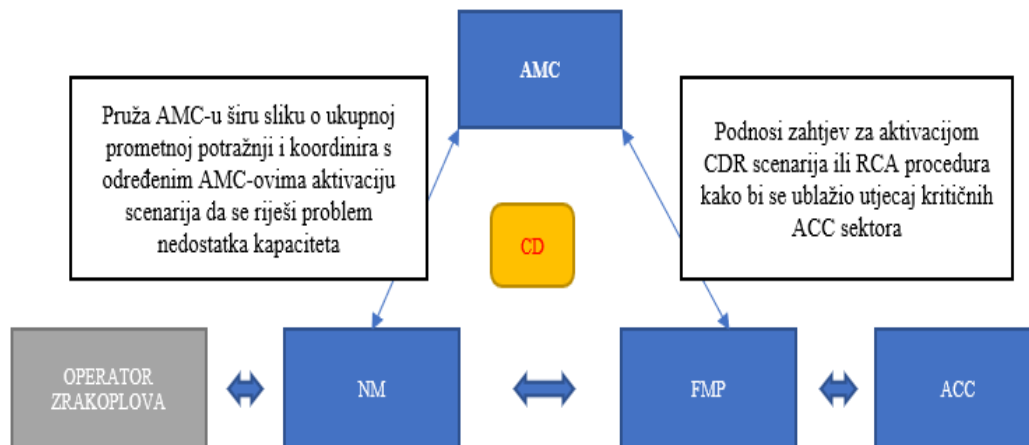 AMC
Pruža AMC-u širu sliku o ukupnoj
prometnoj potražnji i koordinira s
određenim AMC-ovima aktivaciju
scenarija da se riješi problem
nedostatka kapaciteta
Podnosi zahtjev za aktivacijom
CDR scenarija ili RCA procedura
kako bi se ublažio utjecaj kritičnih
ACC sektora
CD
OPERATOR
ZRAKOPLOVA
NM
FMP
ACC